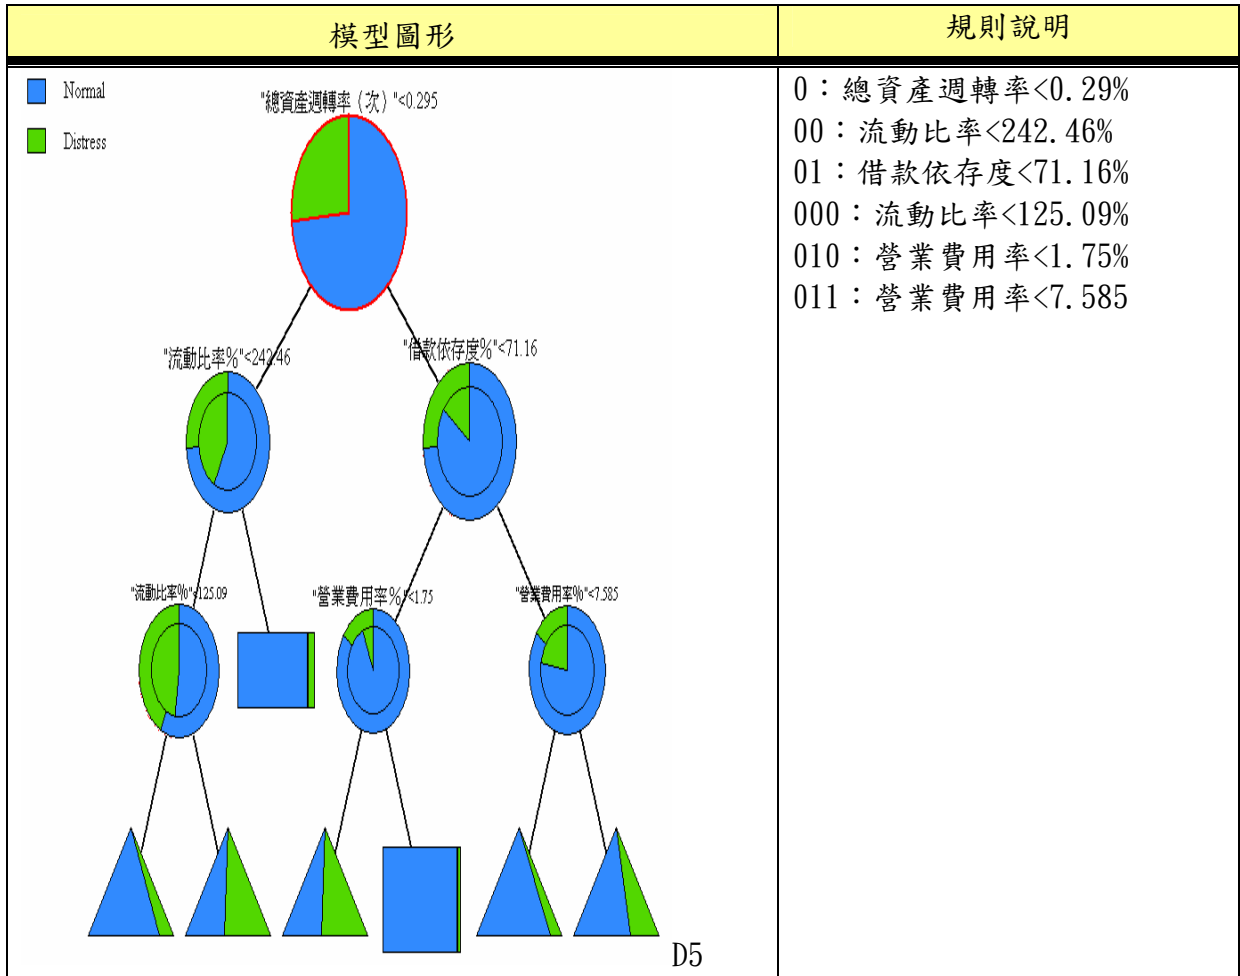 模型圖形
規則說明
Normal
Distress
"總資產週轉率（次）"<0.295
"流動比率%"<242.46
"借款依存度%"<71.16
"流動比率%"<125.09
"營業費用率%"<1.75
"營業費用率%"<7.585
D5
0：總資產週轉率<0.29%
00：流動比率<242.46%
01：借款依存度<71.16%
000：流動比率<125.09%
010：營業費用率<1.75%
011：營業費用率<7.585